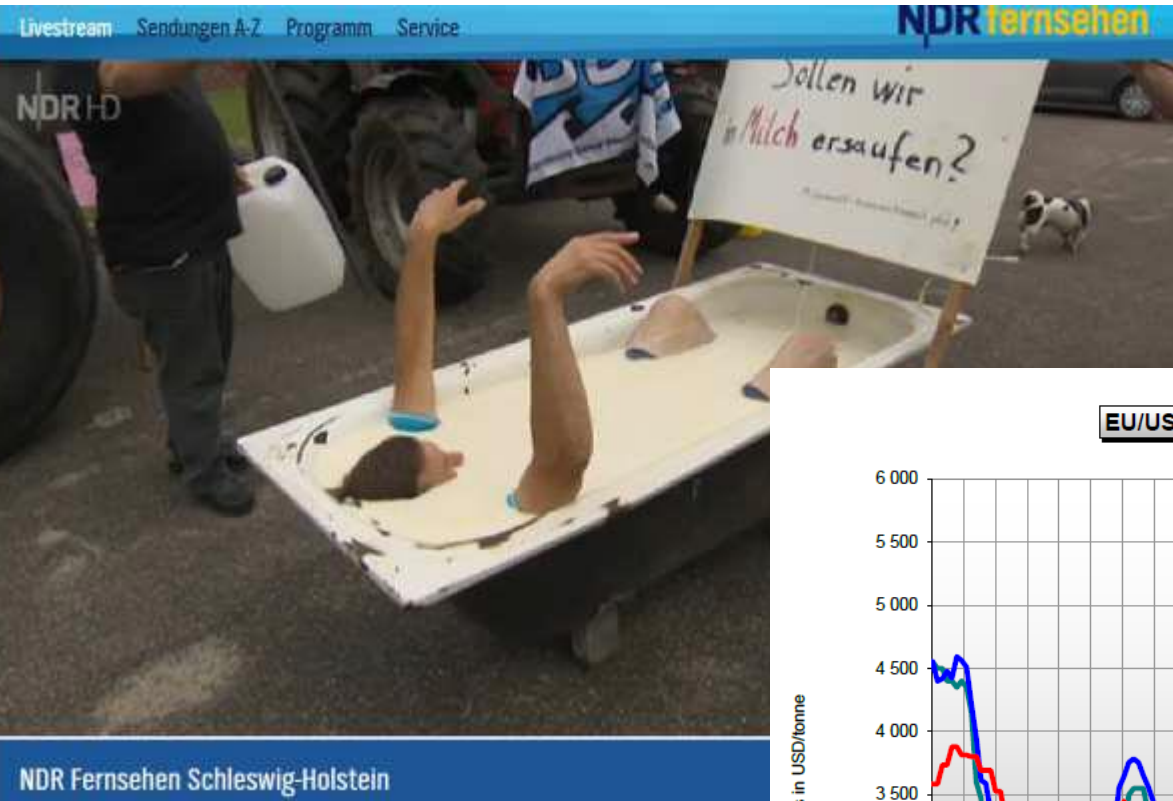 Livestream Sendungen A-Z Programm Service
NDR fernsehen
NDR HD
Sollen wir
in Milch ersaufen?
NDR Fernsehen Schleswig-Holstein
EU/US
6 000
5 500
5 000
4 500
4 000
3 500
in USD/tonne